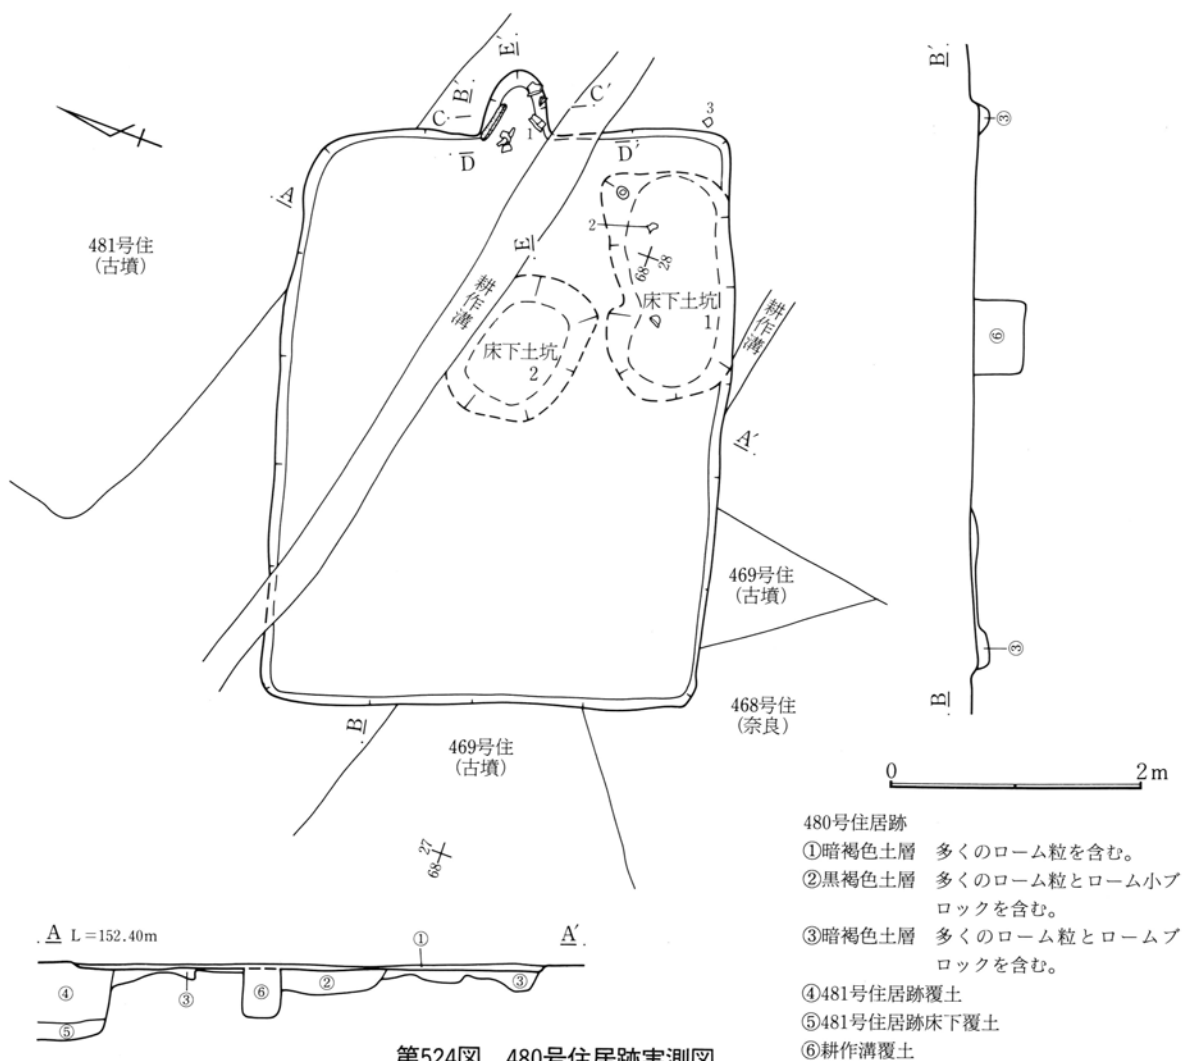 E′
B′
C
C′
3
1
D
D′
A
481号住
(古墳)
2
E
68
28
耕作溝
床下土坑
1
床下土坑
2
耕作溝
A′
469号住
(古墳)
B
469号住
(古墳)
468号住
(奈良)
27
68
B′
③
⑥
③
B
0
2m
480号住居跡
①暗褐色土層 多くのローム粒を含む。
②黒褐色土層 多くのローム粒とローム小ブ
ロックを含む。
③暗褐色土層 多くのローム粒とロームブ
ロックを含む。
④481号住居跡覆土
⑤481号住居跡床下覆土
⑥耕作溝覆土
A L=152.40m
①
A′
④
③
⑥
②
③
⑤
第524図 480号住居跡実測図